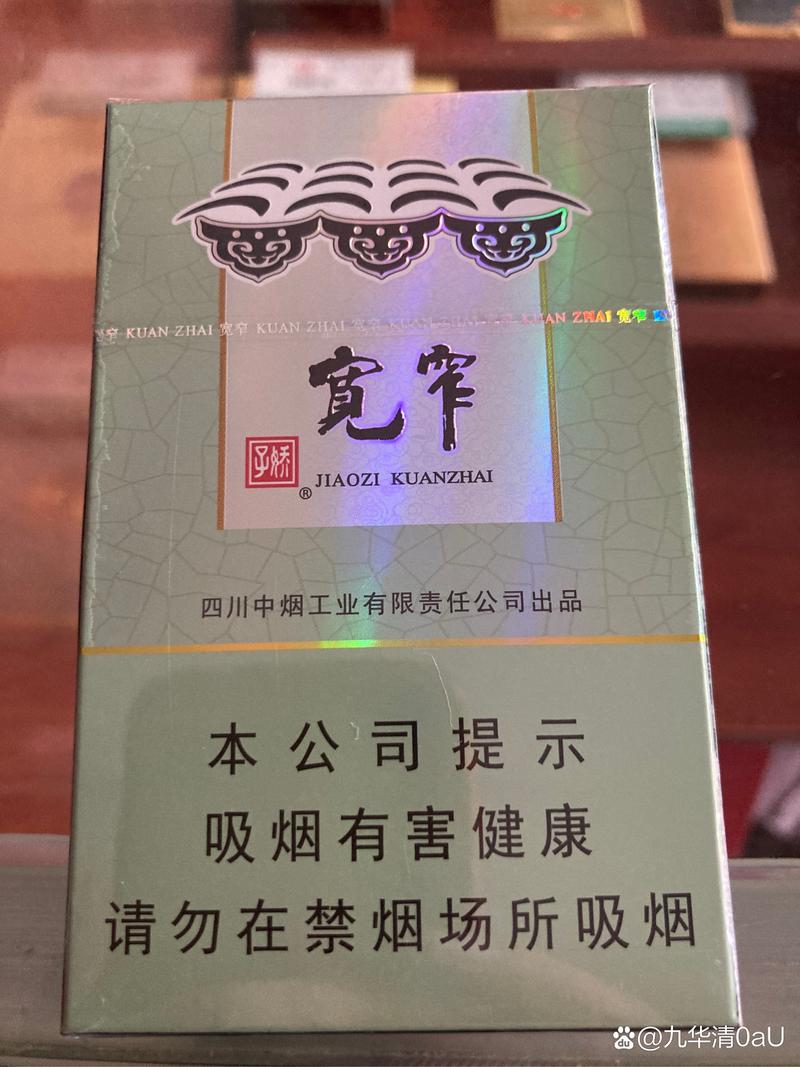 窄 KUAN ZHAI 宽窄 KUAN ZHAI 宽窄 KUAN ZHAI 宽窄 KUAN ZHAI 宽窄
宽窄
子娇
® JIAOZI KUANZHAI
四川中烟工业有限责任公司出品
本公司提示
吸烟有害健康
请勿在禁烟场所吸烟
Bai du @九华清0aU